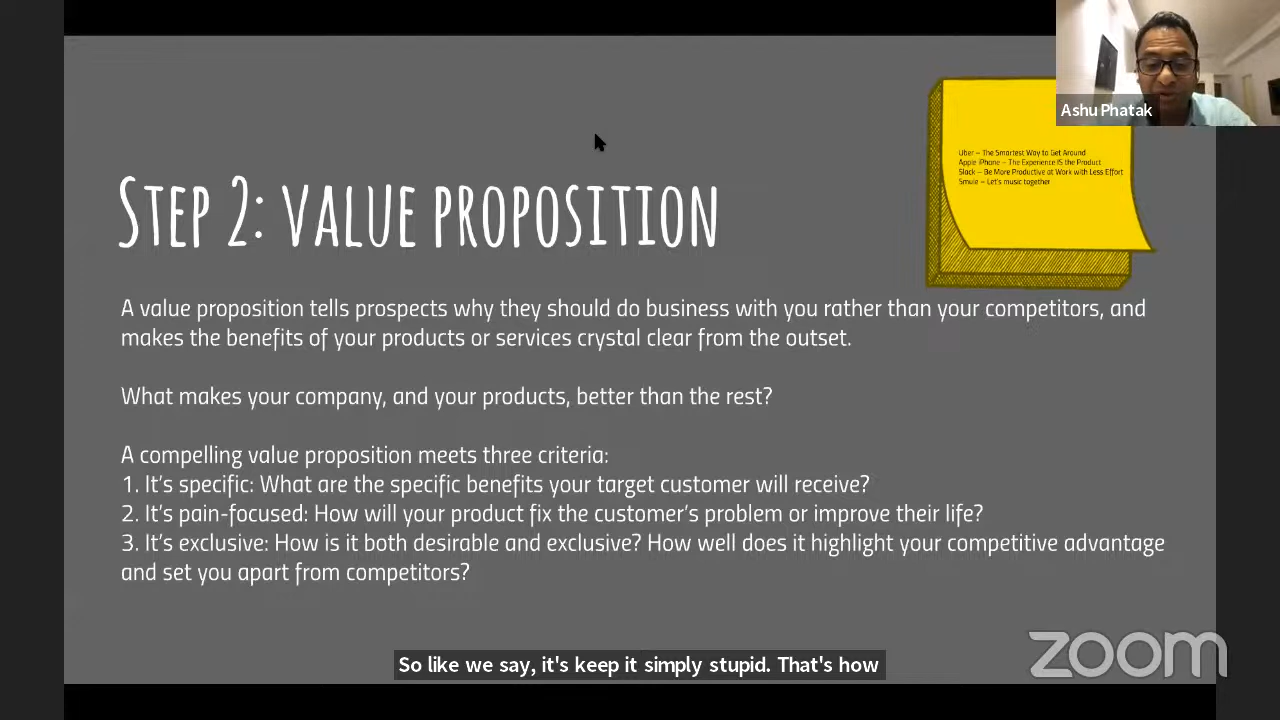 Ashu Phatak
Uber – The Smartest Way to Get Around
Apple iPhone – The Experience IS the Product
Slack – Be More Productive at Work with Less Effort
Smule – Let's music together
STEP 2: VALUE PROPOSITION
A value proposition tells prospects why they should do business with you rather than your competitors, and
makes the benefits of your products or services crystal clear from the outset.
What makes your company, and your products, better than the rest?
A compelling value proposition meets three criteria:
1. It's specific: What are the specific benefits your target customer will receive?
2. It's pain-focused: How will your product fix the customer's problem or improve their life?
3. It's exclusive: How is it both desirable and exclusive? How well does it highlight your competitive advantage
and set you apart from competitors?
So like we say, it's keep it simply stupid. That's how
zoom